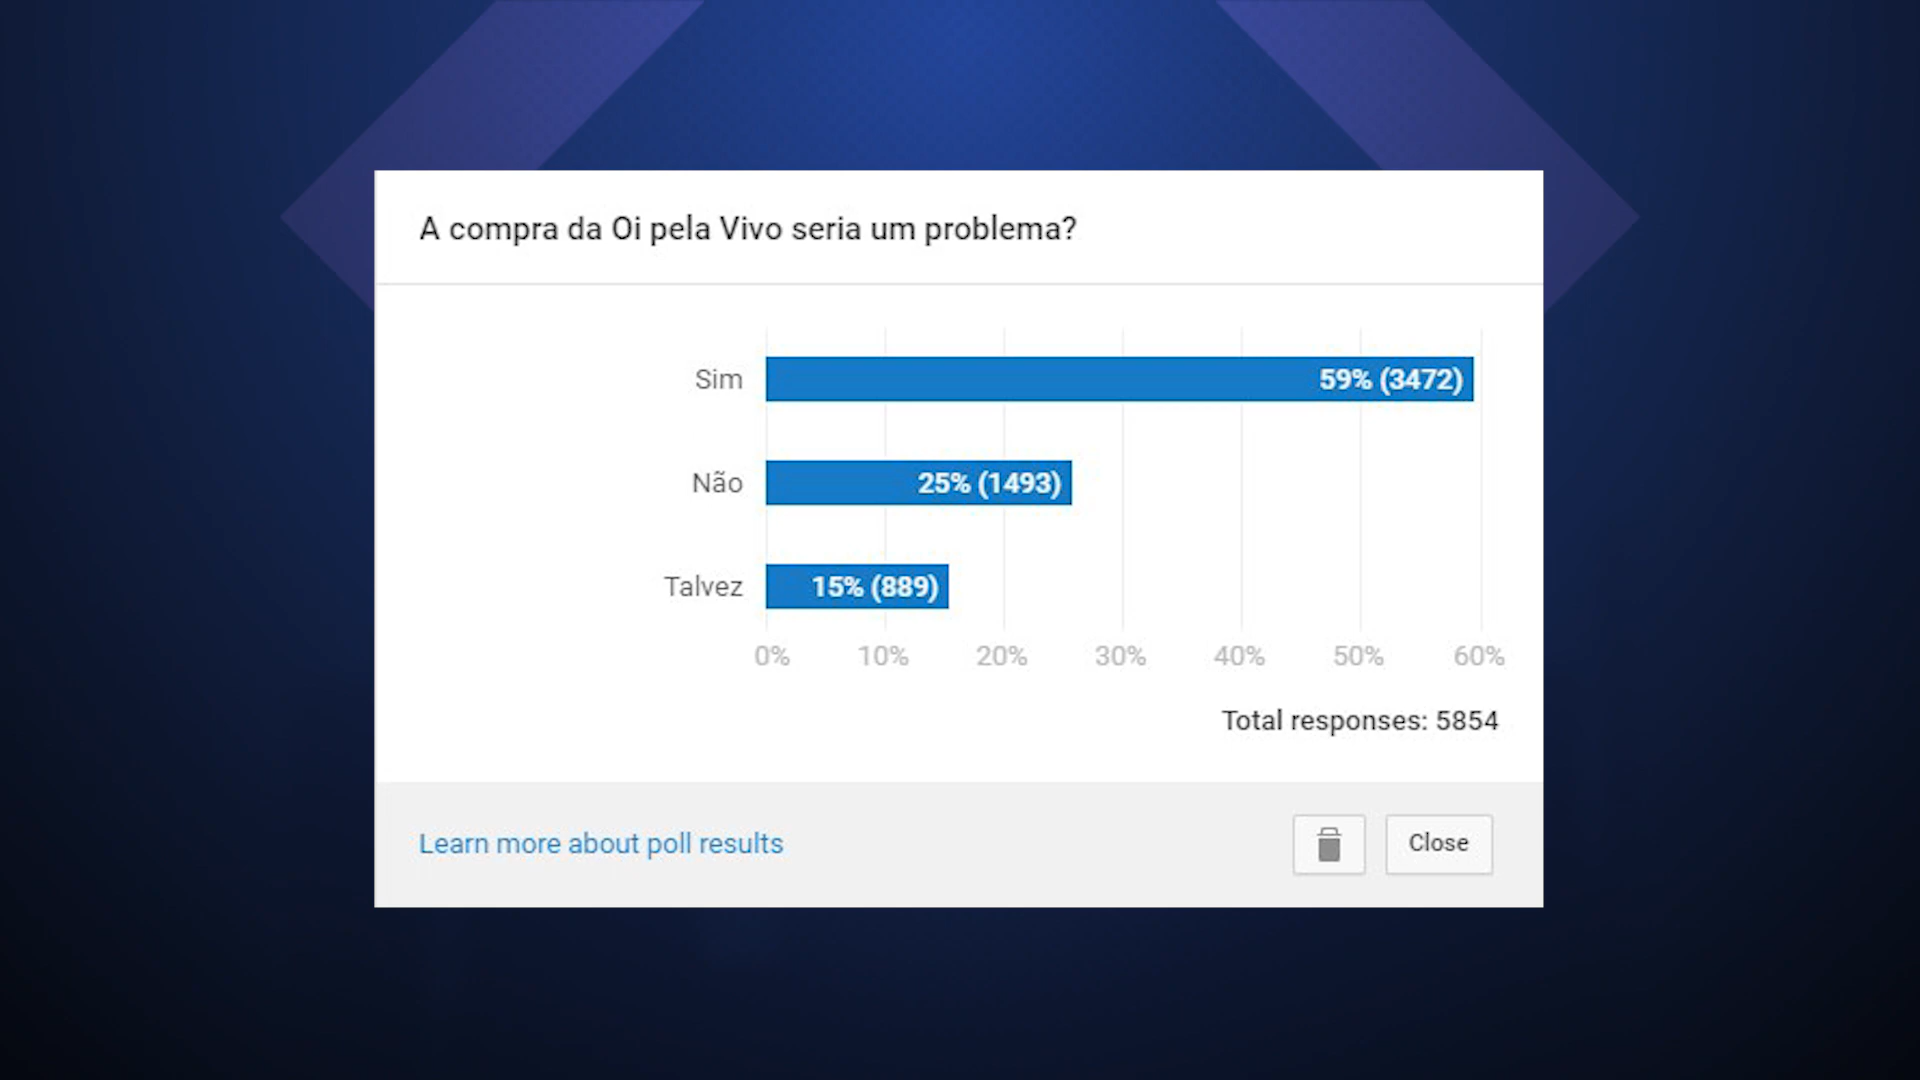 A compra da Oi pela Vivo seria um problema?
Sim 59% (3472)
Não 25% (1493)
Talvez 15% (889)
0% 10% 20% 30% 40% 50% 60%
Total responses: 5854
Learn more about poll results
Close